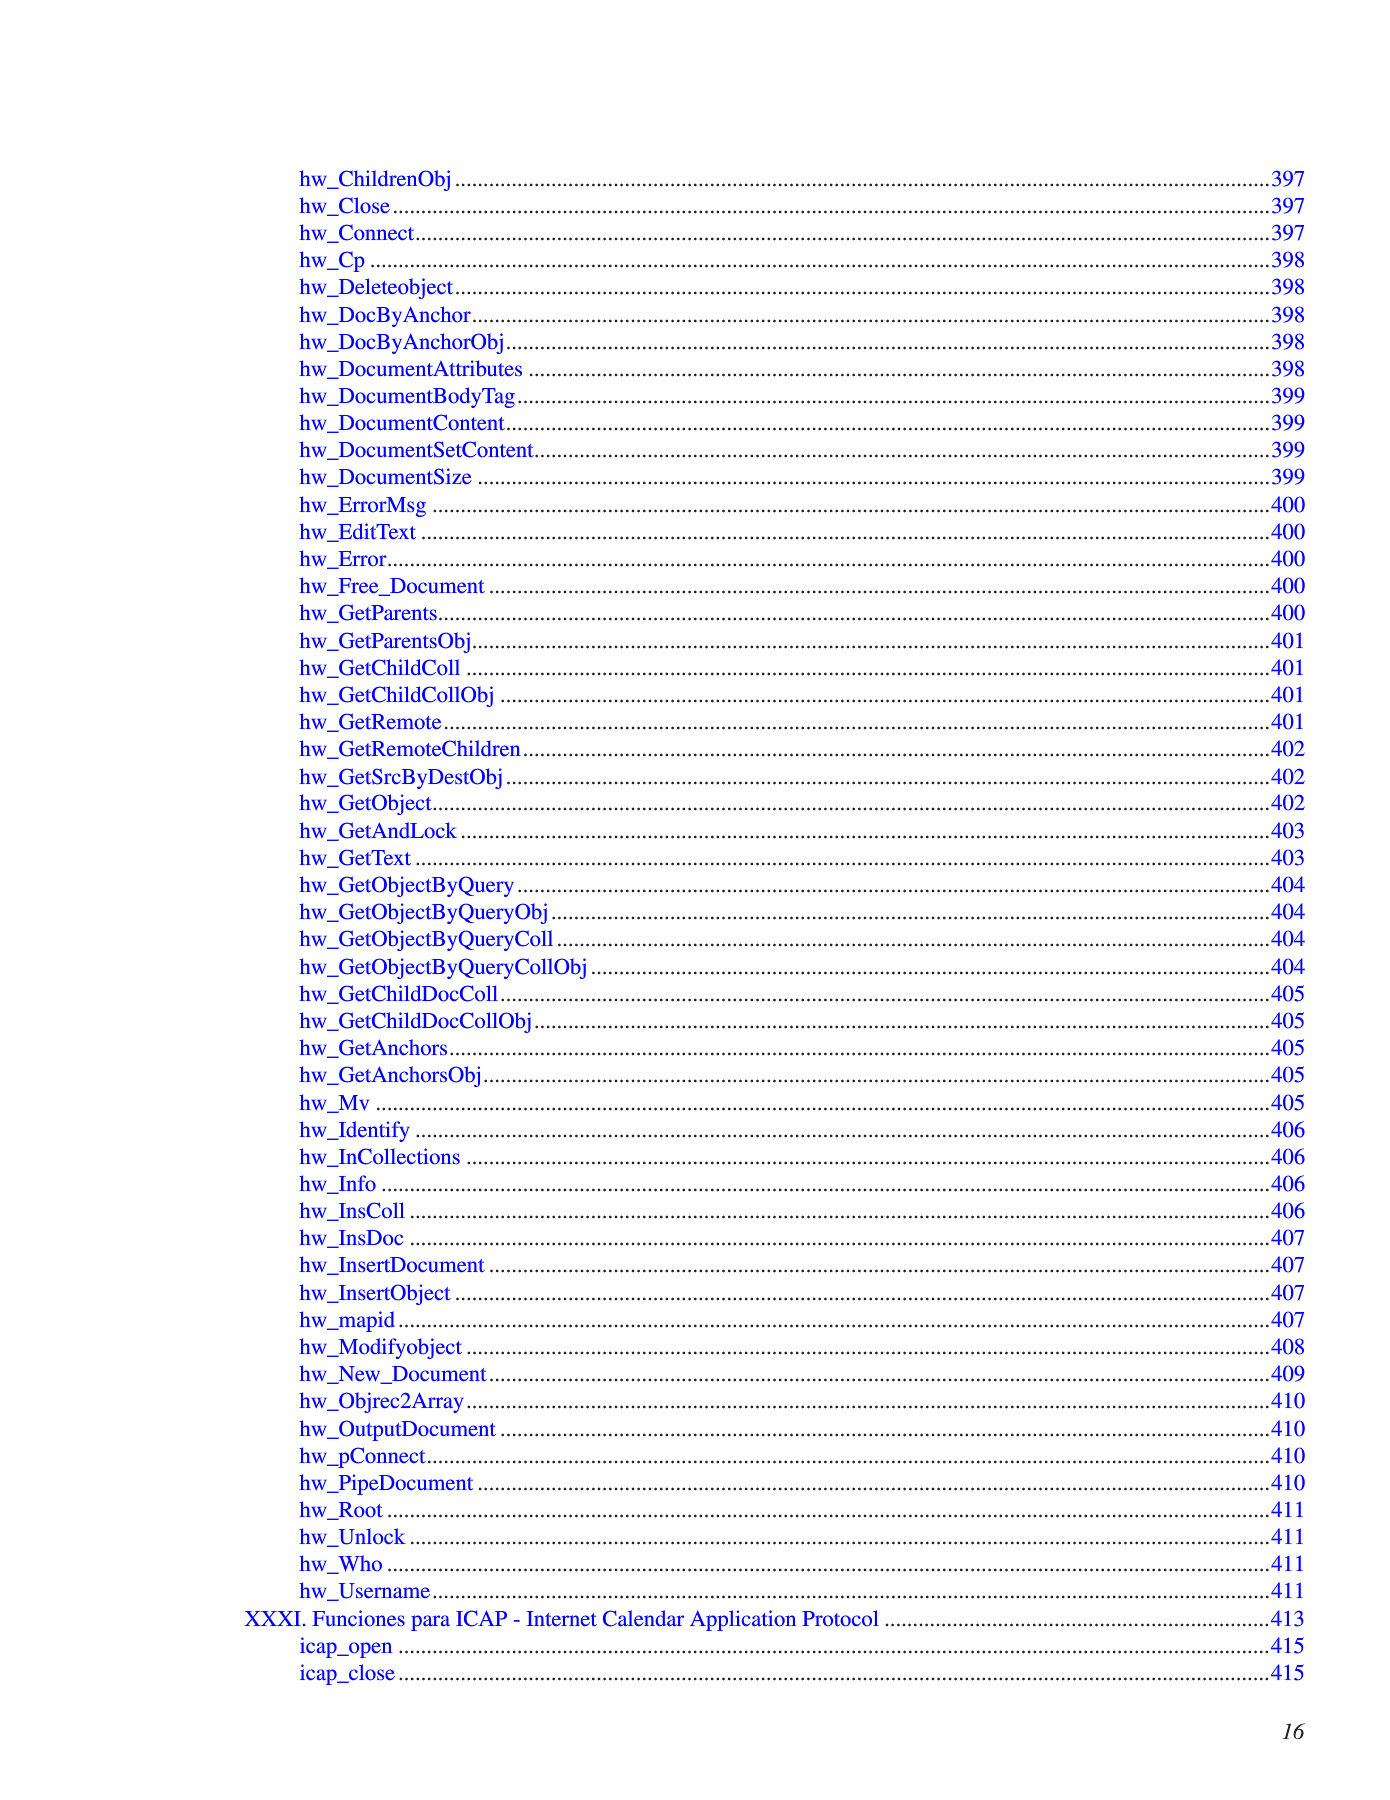 hw_ChildrenObj 397
hw_Close 397
hw_Connect 397
hw_Cp 398
hw_Deleteobject 398
hw_DocByAnchor 398
hw_DocByAnchorObj 398
hw_DocumentAttributes 398
hw_DocumentBodyTag 399
hw_DocumentContent 399
hw_DocumentSetContent 399
hw_DocumentSize 399
hw_ErrorMsg 400
hw_EditText 400
hw_Error 400
hw_Free_Document 400
hw_GetParents 400
hw_GetParentsObj 401
hw_GetChildColl 401
hw_GetChildCollObj 401
hw_GetRemote 401
hw_GetRemoteChildren 402
hw_GetSrcByDestObj 402
hw_GetObject 402
hw_GetAndLock 403
hw_GetText 403
hw_GetObjectByQuery 404
hw_GetObjectByQueryObj 404
hw_GetObjectByQueryColl 404
hw_GetObjectByQueryCollObj 404
hw_GetChildDocColl 405
hw_GetChildDocCollObj 405
hw_GetAnchors 405
hw_GetAnchorsObj 405
hw_Mv 405
hw_Identify 406
hw_InCollections 406
hw_Info 406
hw_InsColl 406
hw_InsDoc 407
hw_InsertDocument 407
hw_InsertObject 407
hw_mapid 407
hw_Modifyobject 408
hw_New_Document 409
hw_Objrec2Array 410
hw_OutputDocument 410
hw_pConnect 410
hw_PipeDocument 410
hw_Root 411
hw_Unlock 411
hw_Who 411
hw_Username 411
XXXI. Funciones para ICAP - Internet Calendar Application Protocol 413
icap_open 415
icap_close 415
16